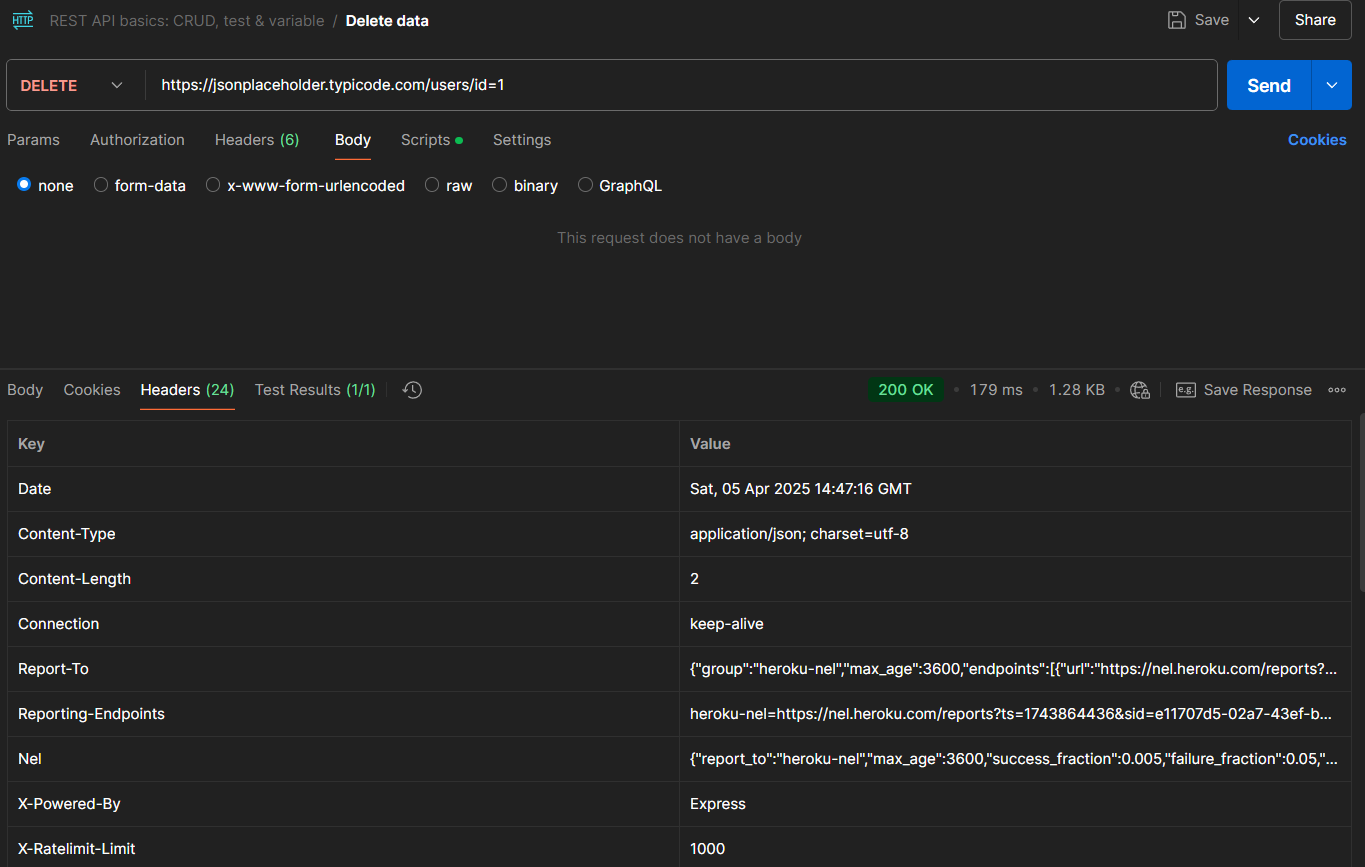 HTTP REST API basics: CRUD, test & variable / Delete data Save Share
DELETE https://jsonplaceholder.typicode.com/users/id=1 Send
Params Authorization Headers (6) Body Scripts Settings Cookies
none form-data x-www-form-urlencoded raw binary GraphQL
This request does not have a body
Body Cookies Headers (24) Test Results (1/1) 200 OK • 179 ms • 1.28 KB • e.g. Save Response
Key Value
Date Sat, 05 Apr 2025 14:47:16 GMT
Content-Type application/json; charset=utf-8
Content-Length 2
Connection keep-alive
Report-To {"group":"heroku-nel","max_age":3600,"endpoints":[{"url":"https://nel.heroku.com/reports?...
Reporting-Endpoints heroku-nel=https://nel.heroku.com/reports?ts=1743864436&sid=e11707d5-02a7-43ef-b...
Nel {"report_to":"heroku-nel","max_age":3600,"success_fraction":0.005,"failure_fraction":0.05,"...
X-Powered-By Express
X-Ratelimit-Limit 1000